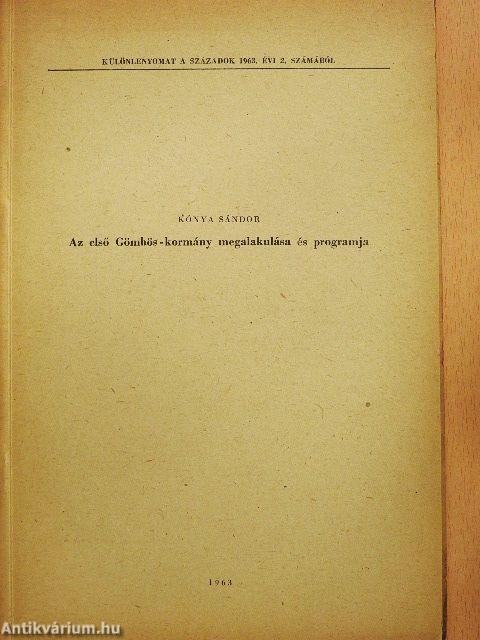 KÜLÖNLENYOMAT A SZÁZADOK 1963. ÉVI 2. SZÁMÁBÓL
KÓNYA SÁNDOR
Az első Gömbös-kormány megalakulása és programja
1963
Antikvárium.hu